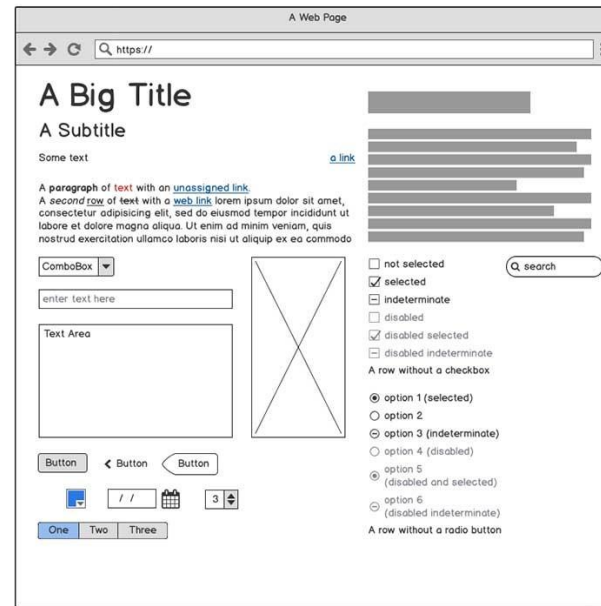 A Web Page
https://
A Big Title
A Subtitle
Some text
a link
A paragraph of text with an unassigned link.
A second row of text with a web link lorem ipsum dolor sit amet,
consectetur adipisicing elit, sed do eiusmod tempor incididunt ut
labore et dolore magna aliqua. Ut enim ad minim veniam, quis
nostrud exercitation ullamco laboris nisi ut aliquip ex ea commodo
ComboBox
enter text here
Text Area
Button
Button
Button
/ /
3
One Two Three
not selected
selected
indeterminate
disabled
disabled selected
disabled indeterminate
A row without a checkbox
search
option 1 (selected)
option 2
option 3 (indeterminate)
option 4 (disabled)
option 5
(disabled and selected)
option 6
(disabled indeterminate)
A row without a radio button